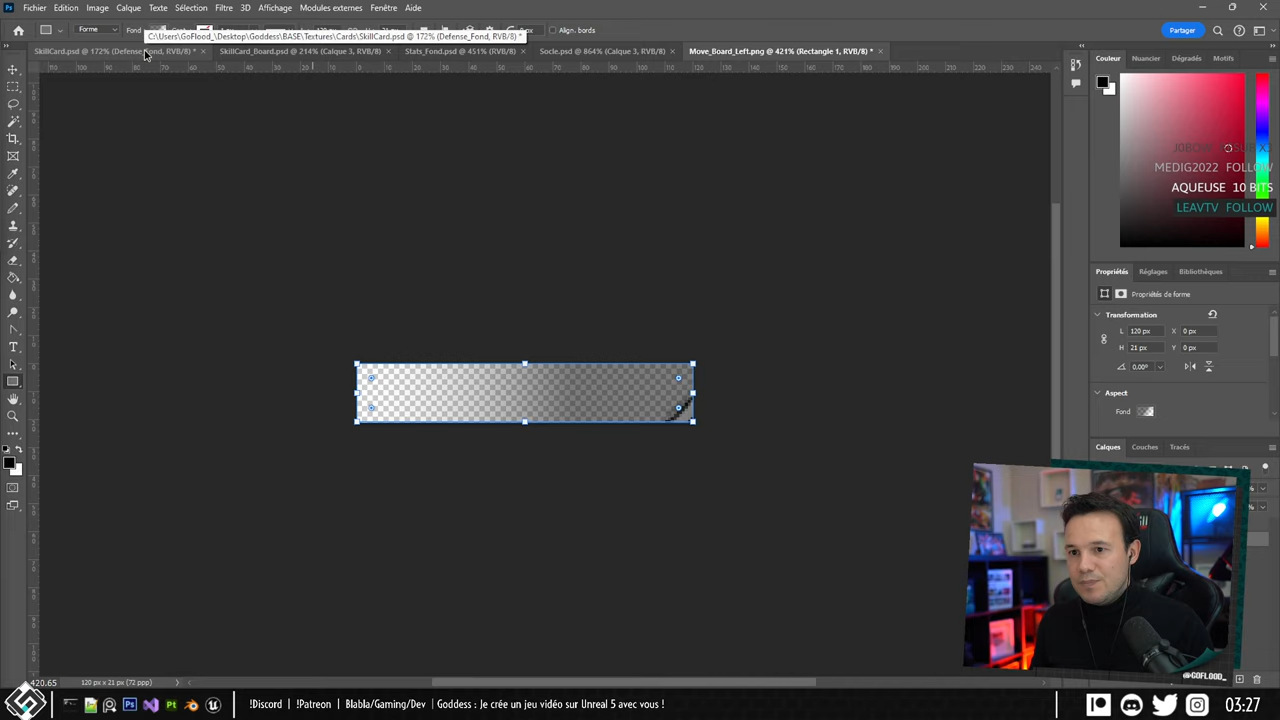 Fichier Edition Image Calque Texte Sélection Filtre 3D Affichage Modules externes Fenêtre Aide
Forme Fond Align. bords Partager
C:\Users\GoFlood_\Desktop\Goddess\BASE\Textures\Cards\SkillCard.psd @ 172% (Defense_Fond, RVB/8) *
SkillCard.psd @ 172% (Defense_Fond, RVB/8) * × SkillCard_Board.psd @ 214% (Calque 3, RVB/8) × Stats_Fond.psd @ 451% (RVB/8) × Socle.psd @ 864% (Calque 3, RVB/8) × Move_Board_Left.png @ 421% (Rectangle 1, RVB/8) * ×
Couleur Nuancier Dégradés Motifs
MEDIG2022 FOLLOW
AQUEUSE 10 BITS
LEAVTV FOLLOW
Propriétés Réglages Bibliothèques
Propriétés de forme
Transformation
L 120 px X 0 px
H 21 px Y 0 px
0.00°
Aspect
Fond
Calques Couches Tracés
420.65 120 px x 21 px (72 ppp)
@GOFLOOD_
!Discord !Patreon Blabla/Gaming/Dev Goddess : Je crée un jeu vidéo sur Unreal 5 avec vous ! 03:27